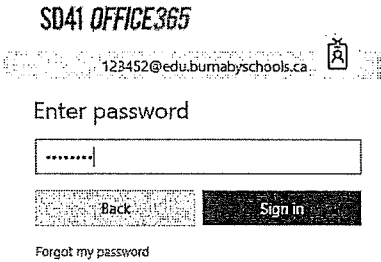 SD41 OFFICE365
123452@edu.burnabyschools.ca
Enter password
Back
Sign in
Forgot my password